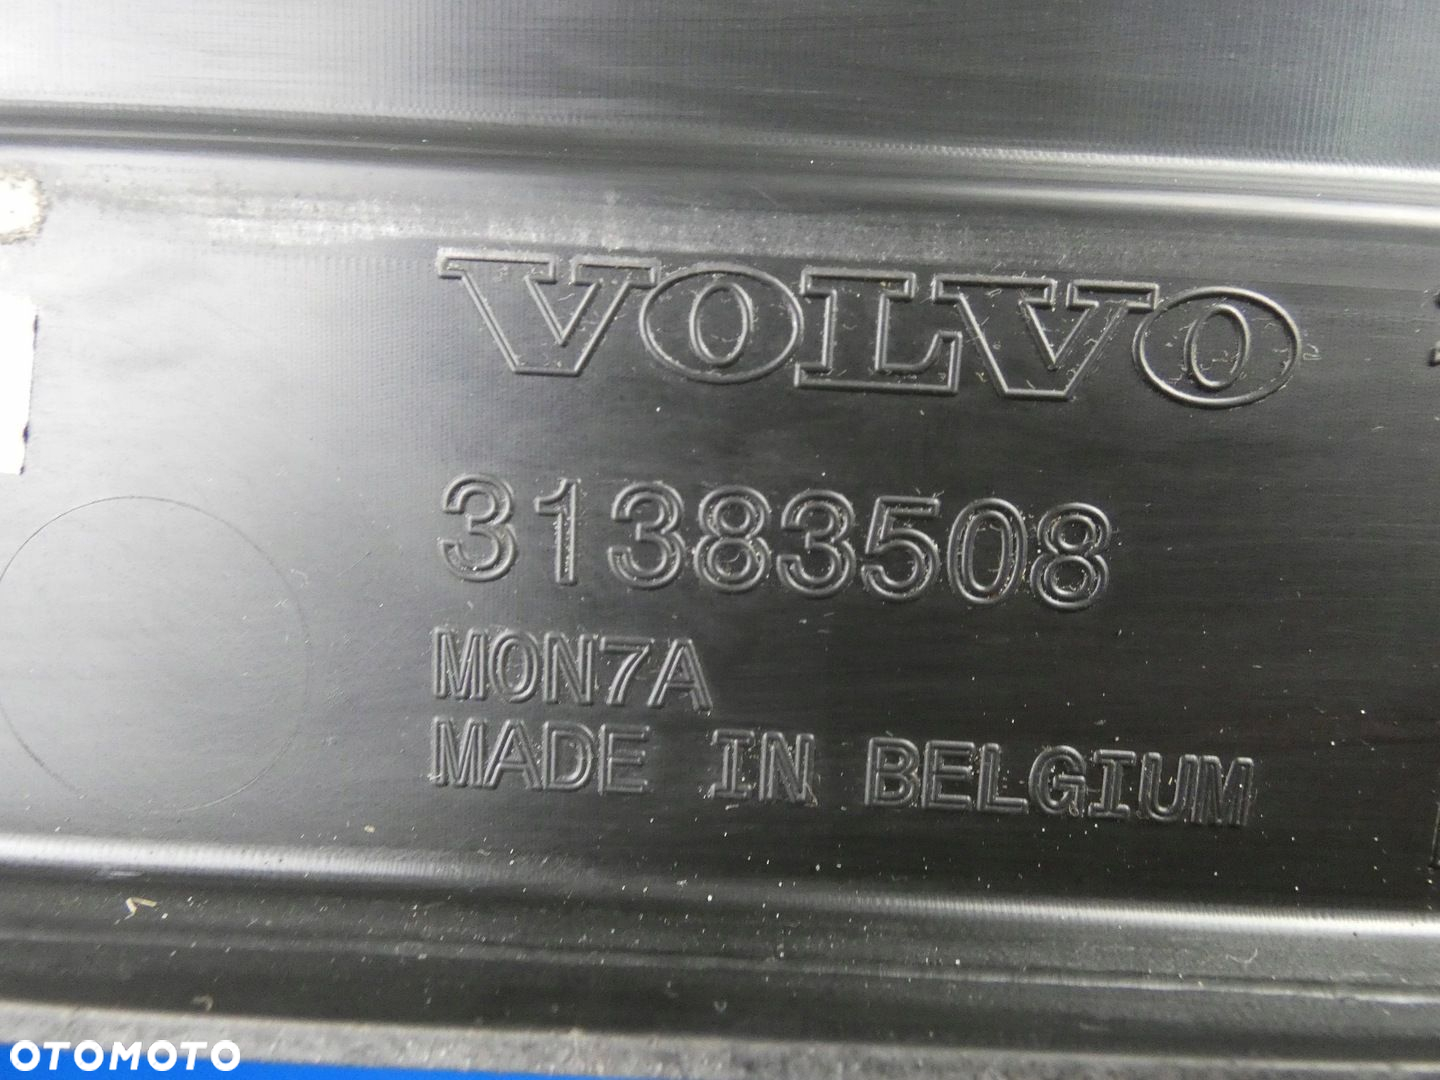 VOLVO
31383508
MON7A
MADE IN BELGIUM
OTOMOTO